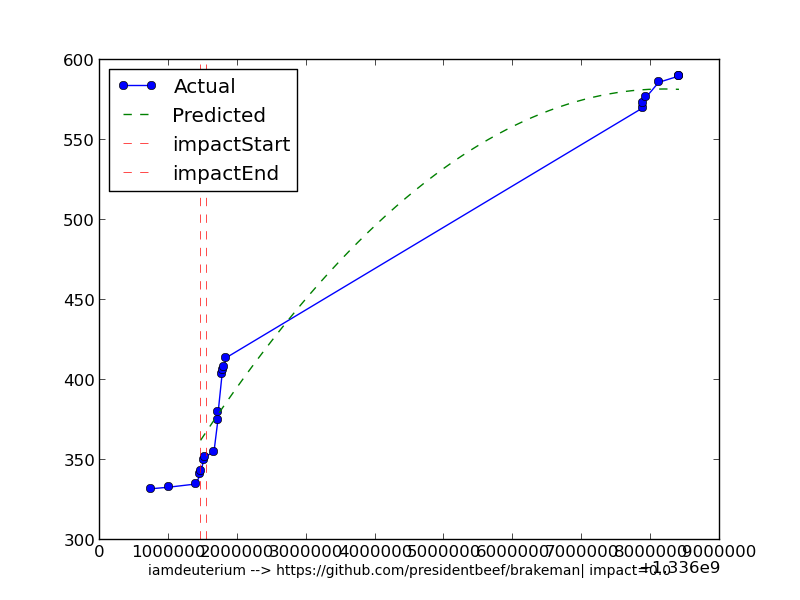 600
550
500
450
400
350
300
Actual
Predicted
impactStart
impactEnd
0 1000000 2000000 3000000 4000000 5000000 6000000 7000000 8000000 9000000
+1.336e9
iamdeuterium --> https://github.com/presidentbeef/brakeman| impact=0.0